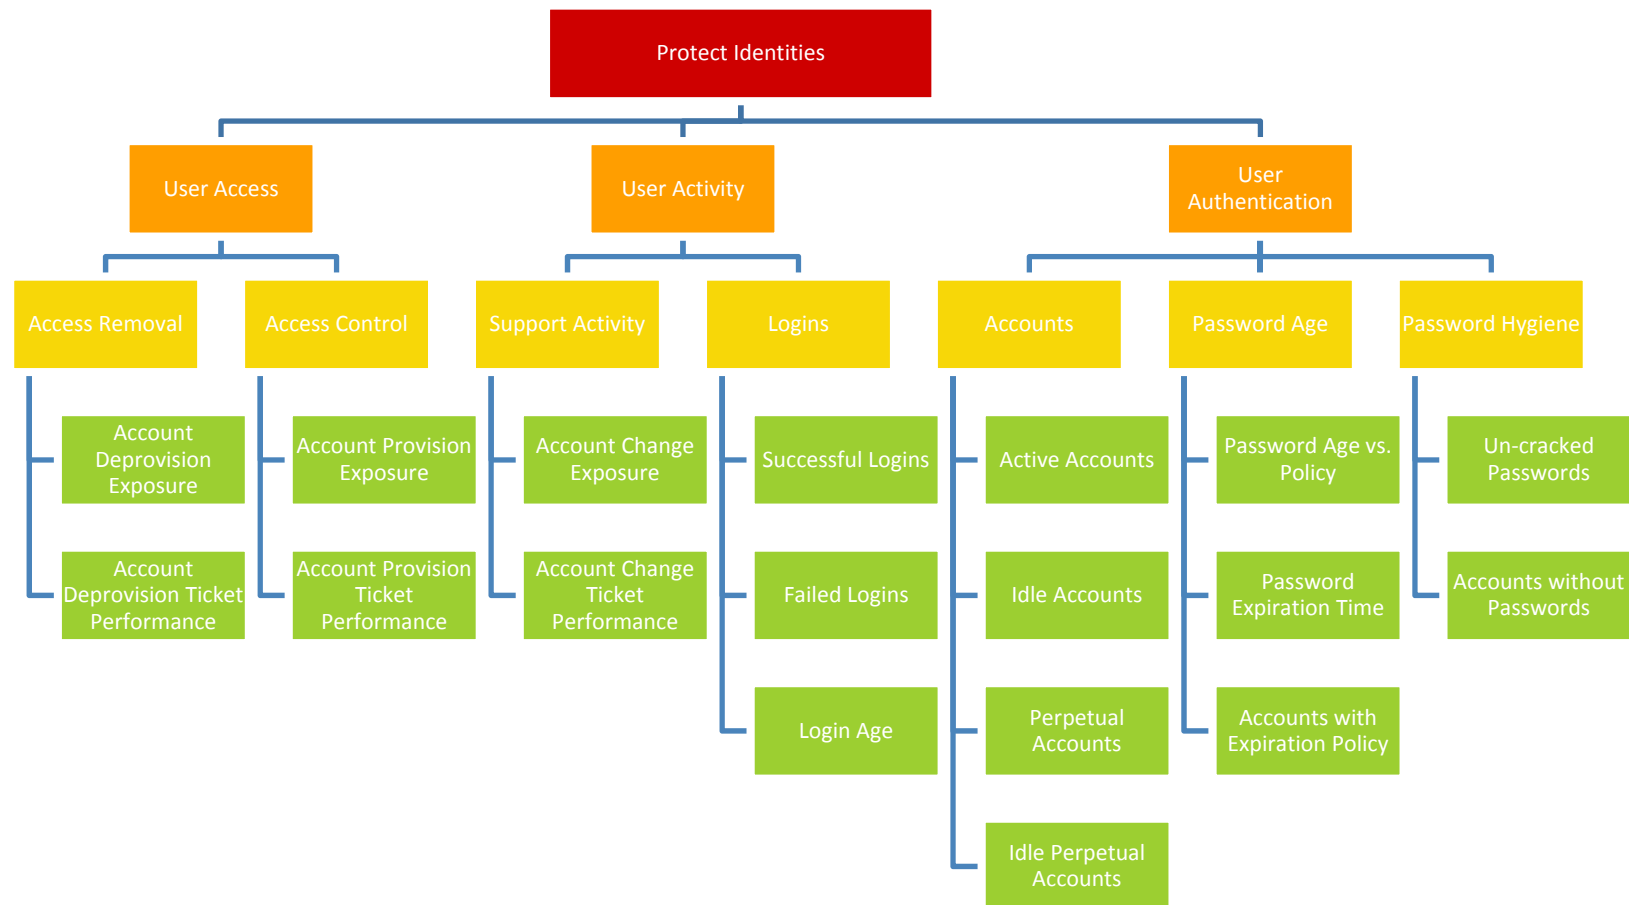 Protect Identities
User Access
User Activity
User
Authentication
Access Removal
Access Control
Support Activity
Logins
Accounts
Password Age
Password Hygiene
Account
Deprovision
Exposure
Account Provision
Exposure
Account Change
Exposure
Successful Logins
Active Accounts
Password Age vs.
Policy
Un-cracked
Passwords
Account
Deprovision Ticket
Performance
Account Provision
Ticket
Performance
Account Change
Ticket
Performance
Failed Logins
Idle Accounts
Password
Expiration Time
Accounts without
Passwords
Login Age
Perpetual
Accounts
Accounts with
Expiration Policy
Idle Perpetual
Accounts